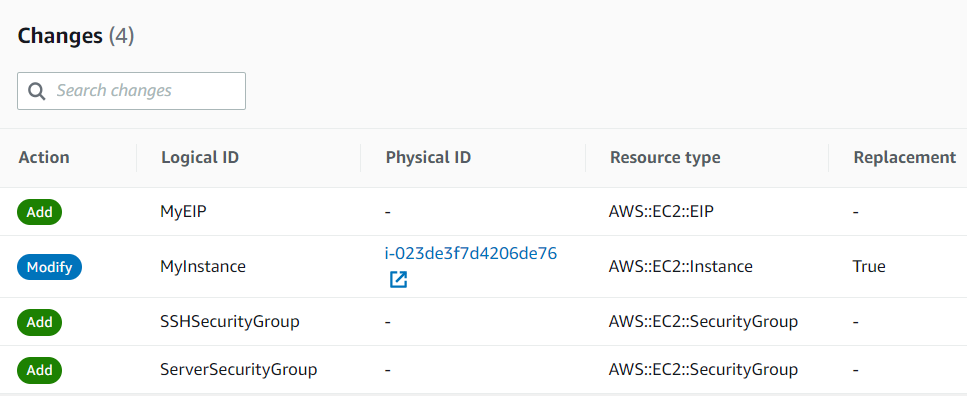 Changes (4)
Search changes
Action Logical ID Physical ID Resource type Replacement
Add MyEIP - AWS::EC2::EIP -
Modify MyInstance i-023de3f7d4206de76 AWS::EC2::Instance True
Add SSHSecurityGroup - AWS::EC2::SecurityGroup -
Add ServerSecurityGroup - AWS::EC2::SecurityGroup -